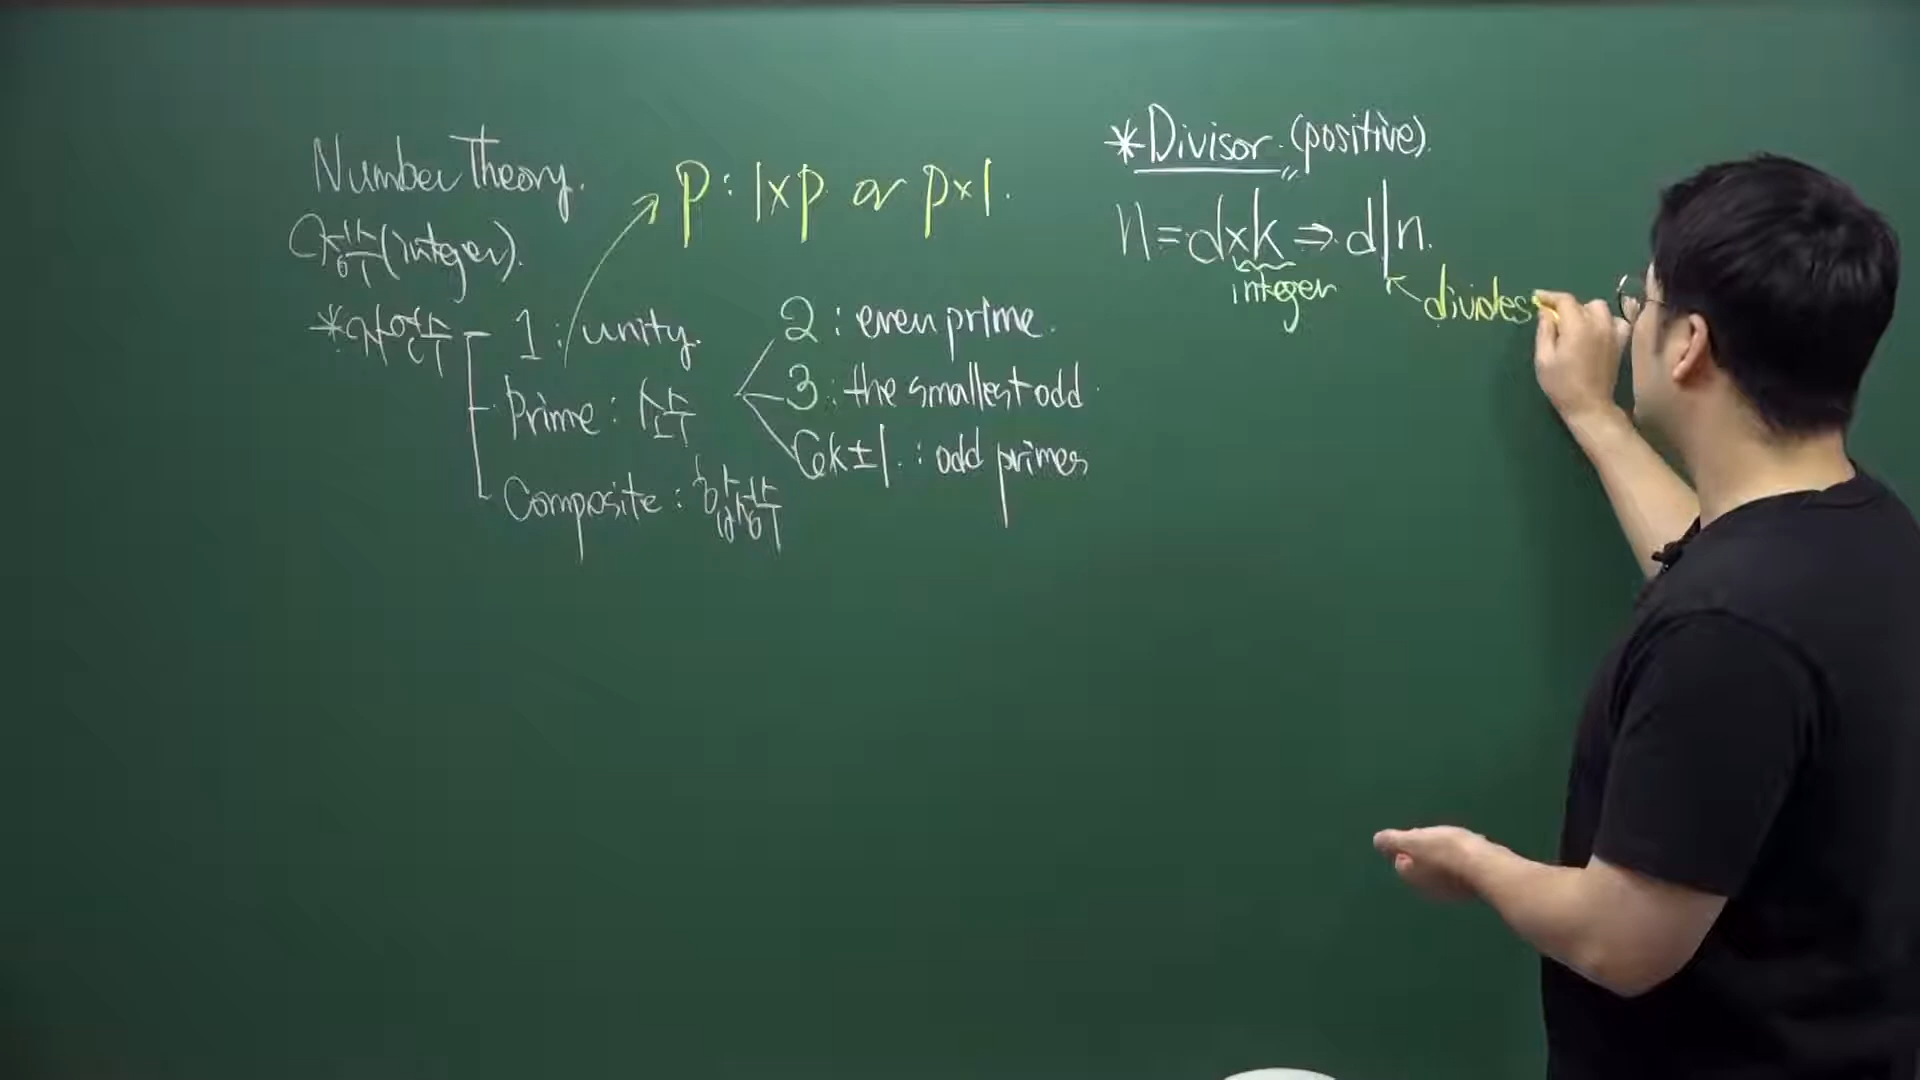 Number Theory.
정수(integer).
*자연수
1 : unity.
Prime : 소수
Composite : 합성수
p : 1×p or p×1.
2 : even prime.
3 : the smallest odd
6k±1. : odd primes
*Divisor (positive).
n=d×k ⇒ d|n.
integer
divides